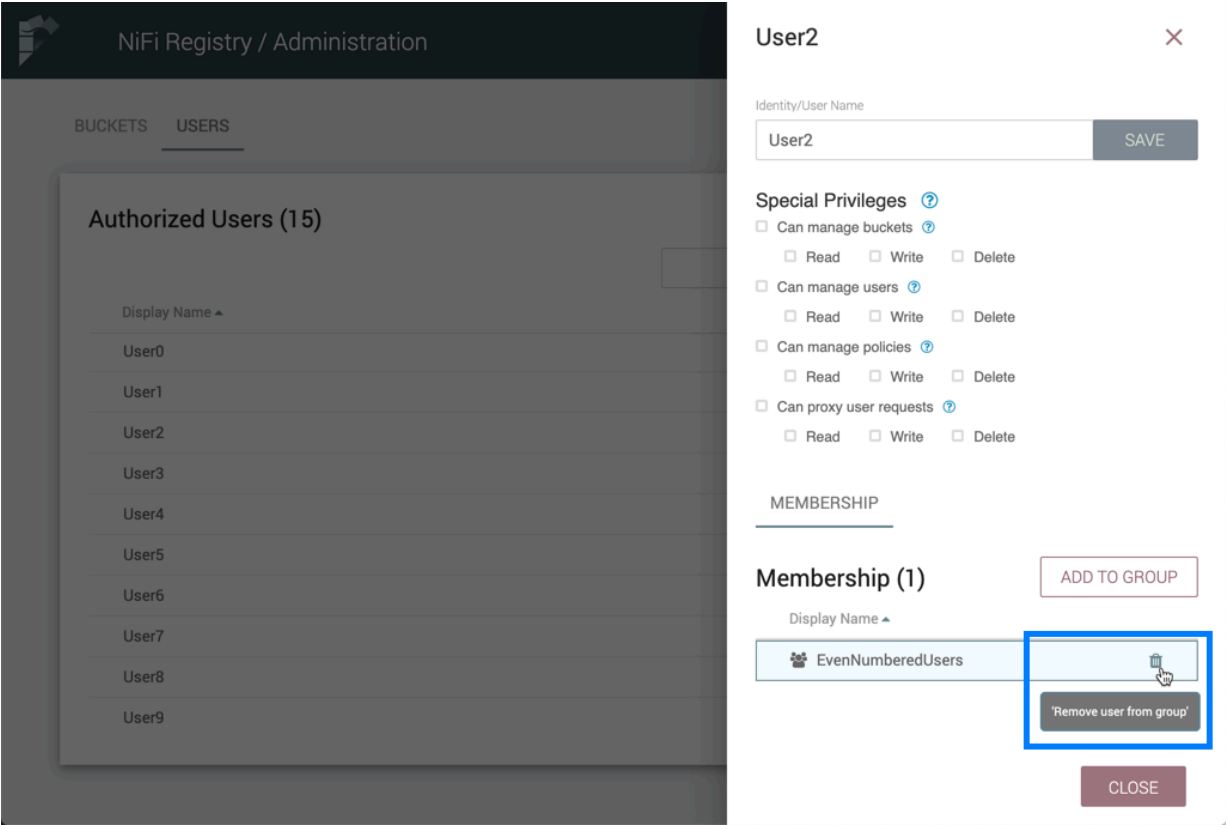 NiFi Registry / Administration
BUCKETS USERS
Authorized Users (15)
Display Name
User0
User1
User2
User3
User4
User5
User6
User7
User8
User9
User2
Identity/User Name
User2 SAVE
Special Privileges ?
Can manage buckets ?
Read Write Delete
Can manage users ?
Read Write Delete
Can manage policies ?
Read Write Delete
Can proxy user requests ?
Read Write Delete
MEMBERSHIP
Membership (1) ADD TO GROUP
Display Name
EvenNumberedUsers
'Remove user from group'
CLOSE